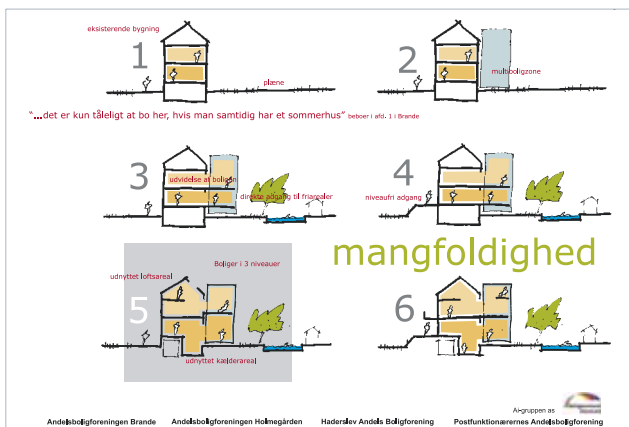 eksisterende bygning
1
plæne
2
multiboligzone
"...det er kun tåleligt at bo her, hvis man samtidig har et sommerhus" beboer i afd. 1 i Brande
3
udvidelse af boligen
direkte adgang til friarealer
4
niveaufri adgang
mangfoldighed
Boliger i 3 niveauer
udnyttet loftsareal
5
udnyttet kælderareal
6
AI-gruppen as
Andelsboligforeningen Brande Andelsboligforeningen Holmegården Haderslev Andels Boligforening Postfunktionærernes Andelsboligforening